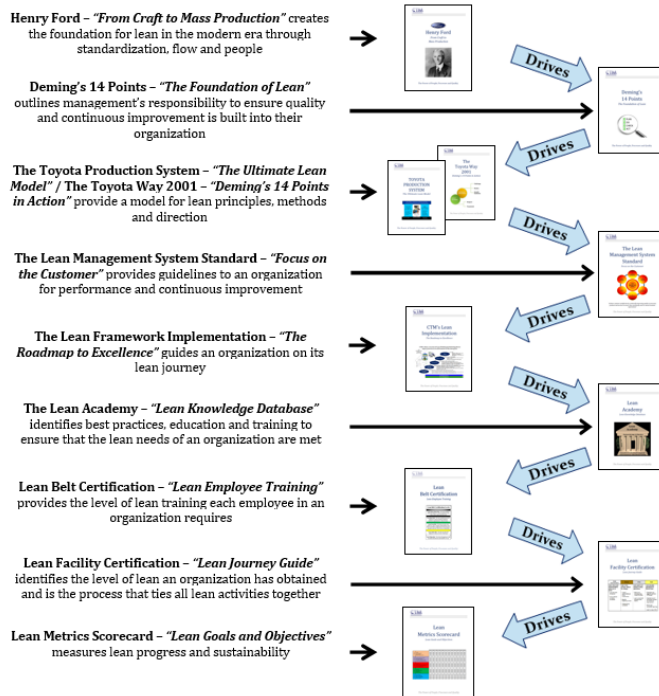 Henry Ford – “From Craft to Mass Production” creates
the foundation for lean in the modern era through
standardization, flow and people
Henry Ford
Drives
Deming’s 14 Points – “The Foundation of Lean”
outlines management’s responsibility to ensure quality
and continuous improvement is built into their
organization
Deming's
14 Points
Drives
The Toyota Production System – “The Ultimate Lean
Model” / The Toyota Way 2001 – “Deming’s 14 Points
in Action” provide a model for lean principles, methods
and direction
TOYOTA
PRODUCTION
SYSTEM
The
Toyota Way
2001
Drives
The Lean Management System Standard – “Focus on
the Customer” provides guidelines to an organization
for performance and continuous improvement
The Lean
Management System
Standard
Drives
The Lean Framework Implementation – “The
Roadmap to Excellence” guides an organization on its
lean journey
CTM's Lean
Implementation
Drives
The Lean Academy – “Lean Knowledge Database”
identifies best practices, education and training to
ensure that the lean needs of an organization are met
Lean
Academy
Drives
Lean Belt Certification – “Lean Employee Training”
provides the level of lean training each employee in an
organization requires
Lean
Belt Certification
Drives
Lean Facility Certification – “Lean Journey Guide”
identifies the level of lean an organization has obtained
and is the process that ties all lean activities together
Lean
Facility Certification
Drives
Lean Metrics Scorecard – “Lean Goals and Objectives”
measures lean progress and sustainability
Lean
Metrics Scorecard